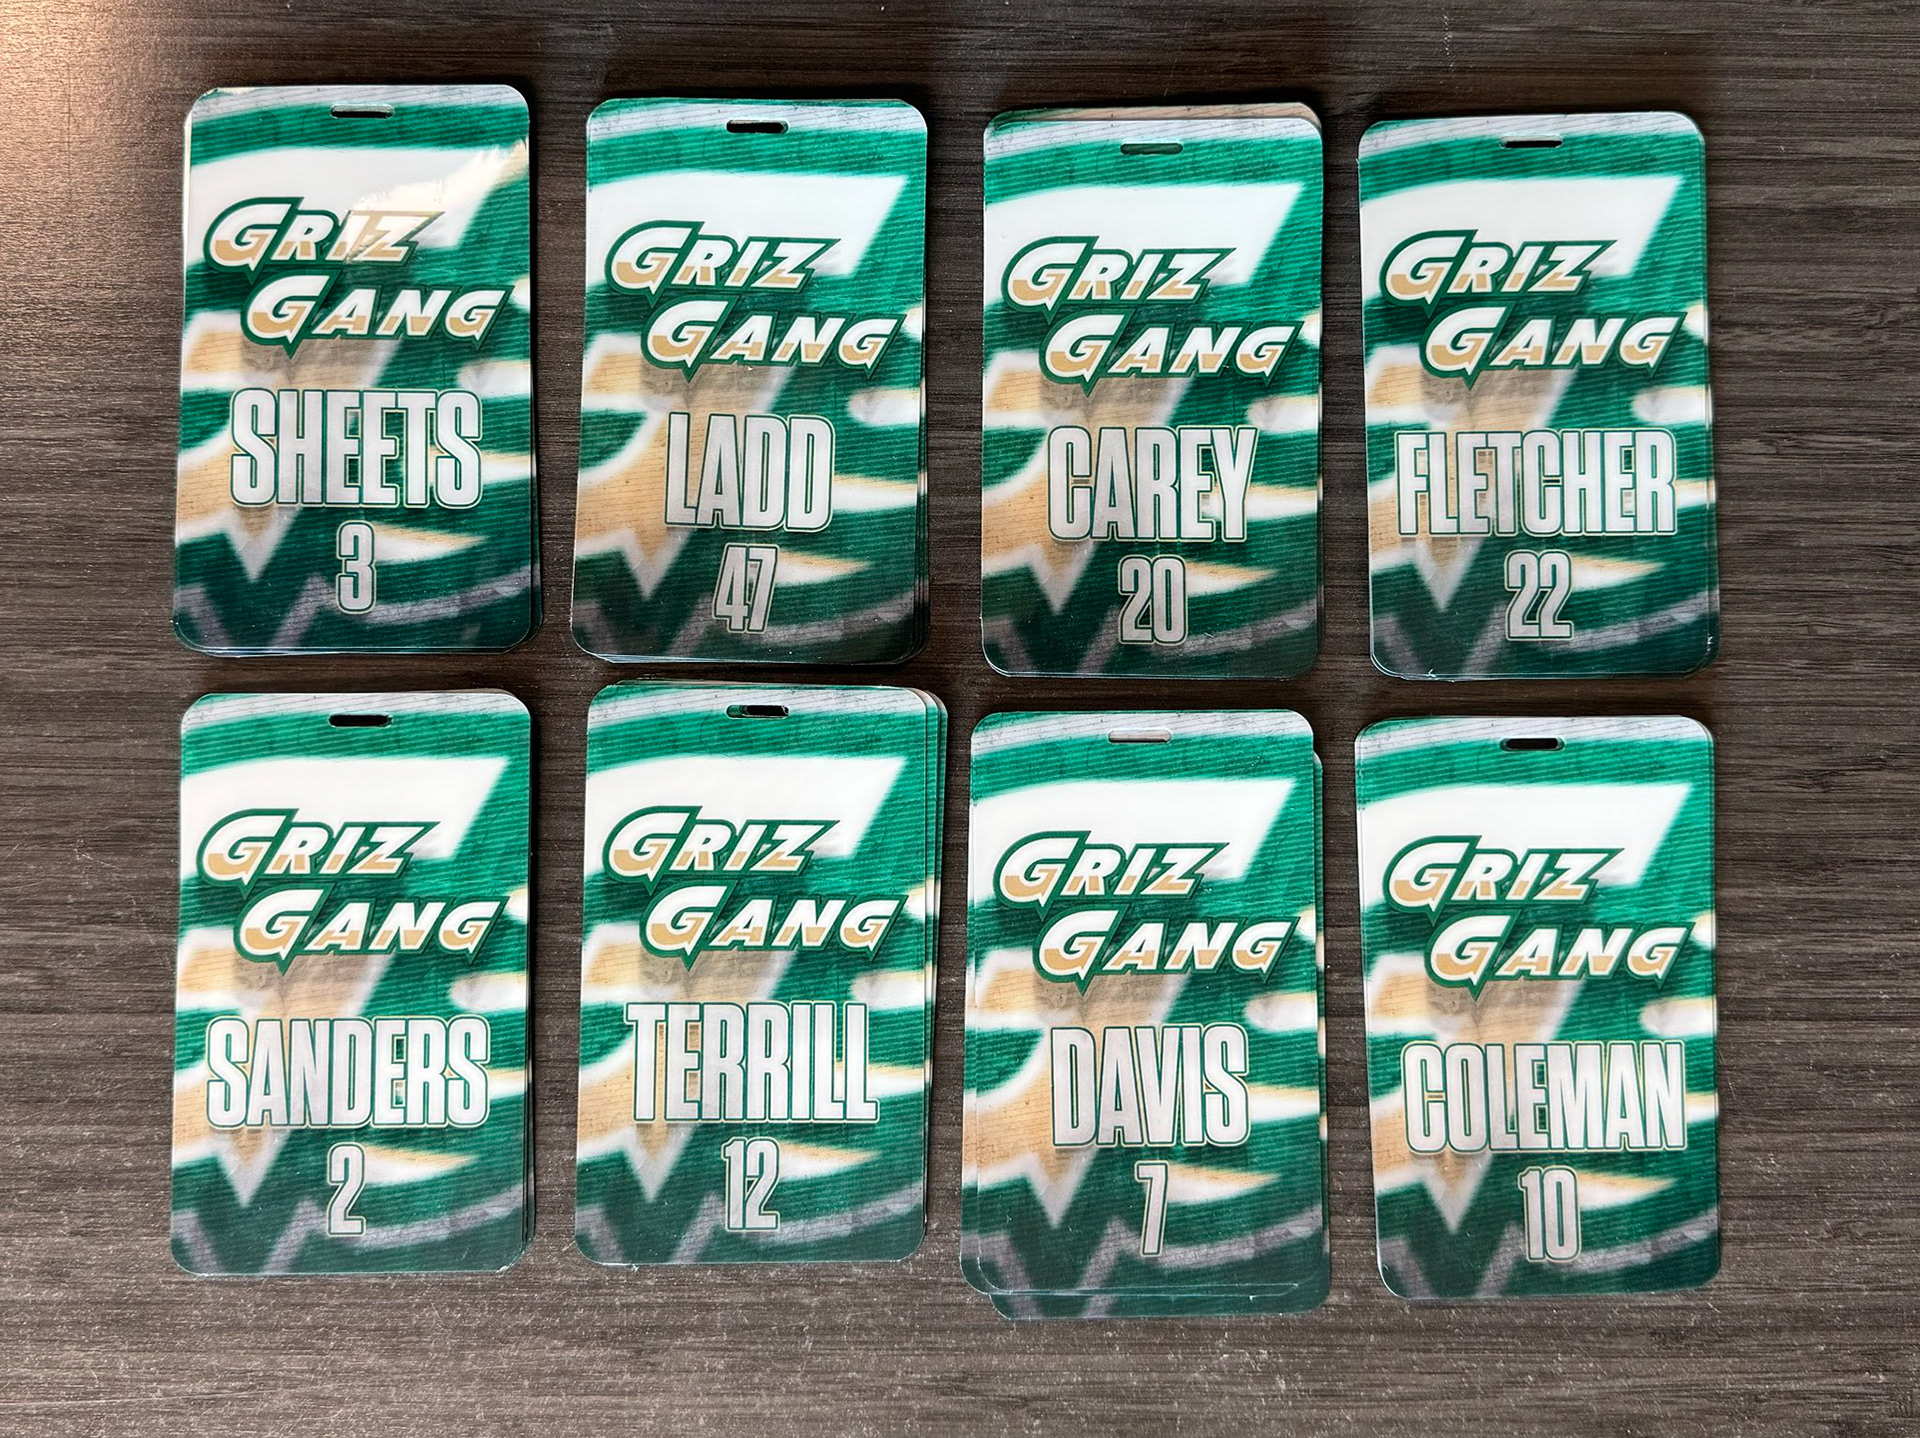 GRIZ
GANG
SHEETS
3
GRIZ
GANG
LADD
47
GRIZ
GANG
CAREY
20
GRIZ
GANG
FLETCHER
22
GRIZ
GANG
SANDERS
2
GRIZ
GANG
TERRILL
12
GRIZ
GANG
DAVIS
7
GRIZ
GANG
COLEMAN
10